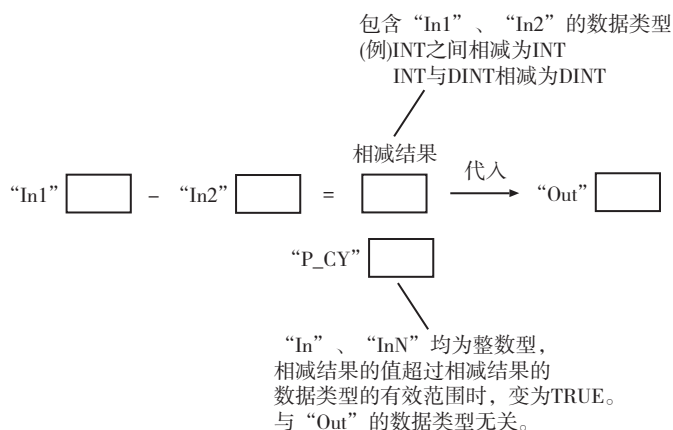 包含“In1”、“In2”的数据类型
(例)INT之间相减为INT
INT与DINT相减为DINT
相减结果
“In1” - “In2” = 代入 “Out”
“P_CY”
“In”、“InN”均为整数型，
相减结果的值超过相减结果的
数据类型的有效范围时，变为TRUE。
与“Out”的数据类型无关。